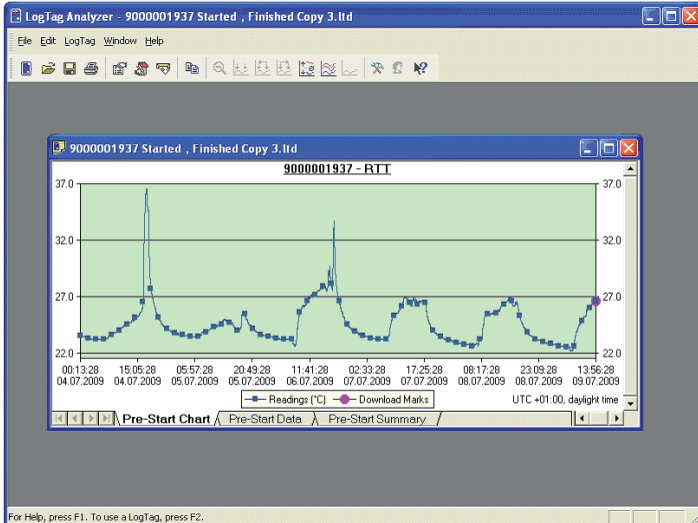 LogTag Analyzer - 9000001937 Started , Finished Copy 3.ltd
File Edit LogTag Window Help
9000001937 Started , Finished Copy 3.ltd
9000001937 - RTT
37.0 37.0
32.0 32.0
27.0 27.0
22.0 22.0
00:13:28 15:05:28 05:57:28 20:49:28 11:41:28 02:33:28 17:25:28 08:17:28 23:09:28 13:56:28
04.07.2009 04.07.2009 05.07.2009 05.07.2009 06.07.2009 07.07.2009 07.07.2009 08.07.2009 08.07.2009 09.07.2009
Readings (°C) Download Marks UTC +01:00, daylight time
Pre-Start Chart Pre-Start Data Pre-Start Summary
For Help, press F1. To use a LogTag, press F2.